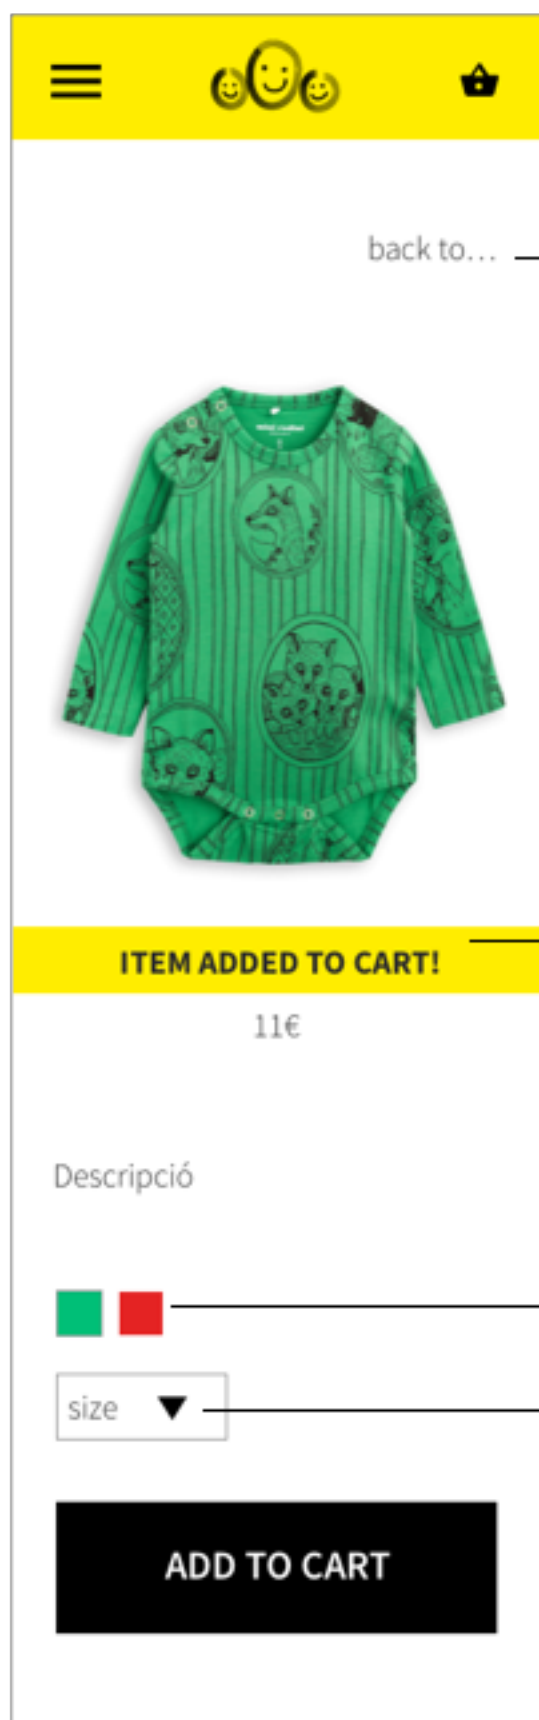 back to...
ITEM ADDED TO CART!
11€
Descripció
size
ADD TO CART